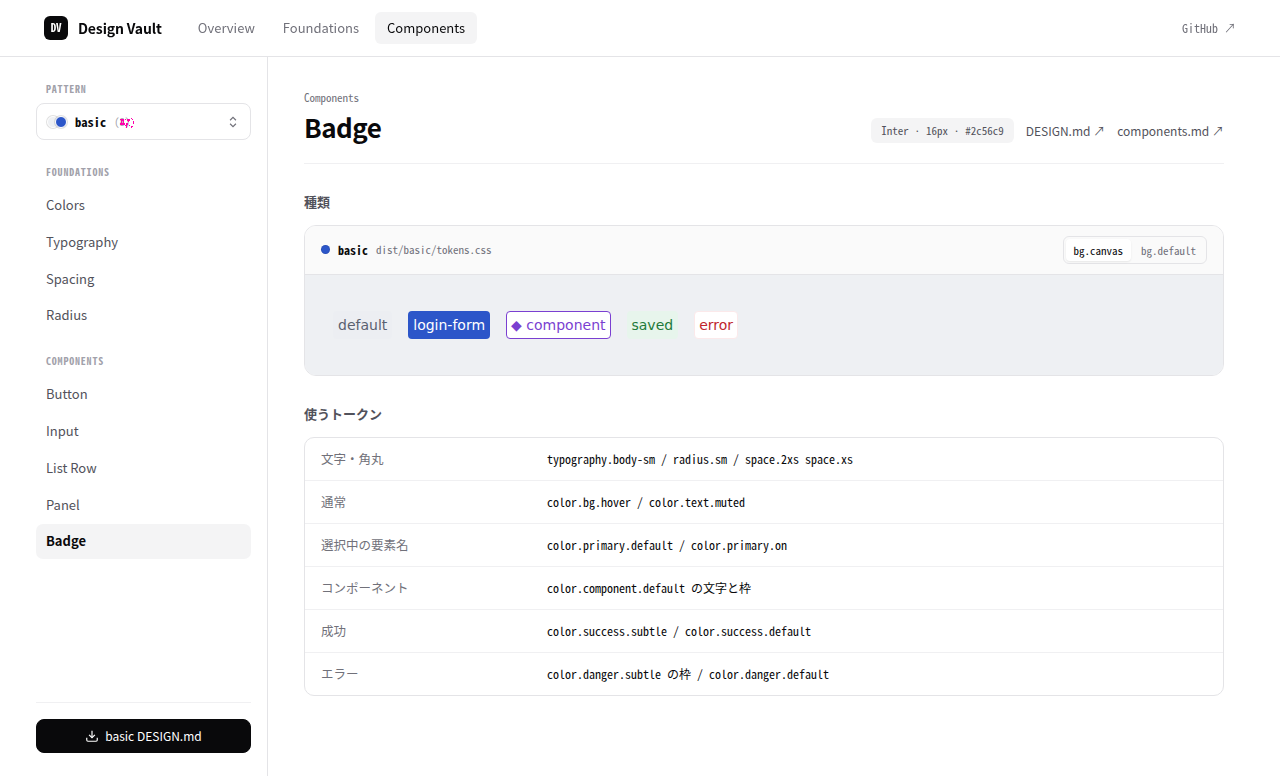 DV Design Vault Overview Foundations Components GitHub ↗
PATTERN
basic
FOUNDATIONS
Colors
Typography
Spacing
Radius
COMPONENTS
Button
Input
List Row
Panel
Badge
basic DESIGN.md
Components
Badge
Inter · 16px · #2c56c9 DESIGN.md ↗ components.md ↗
種類
basic dist/basic/tokens.css bg.canvas bg.default
default login-form ◆ component saved error
使うトークン
文字・角丸 typography.body-sm / radius.sm / space.2xs space.xs
通常 color.bg.hover / color.text.muted
選択中の要素名 color.primary.default / color.primary.on
コンポーネント color.component.default の文字と枠
成功 color.success.subtle / color.success.default
エラー color.danger.subtle の枠 / color.danger.default